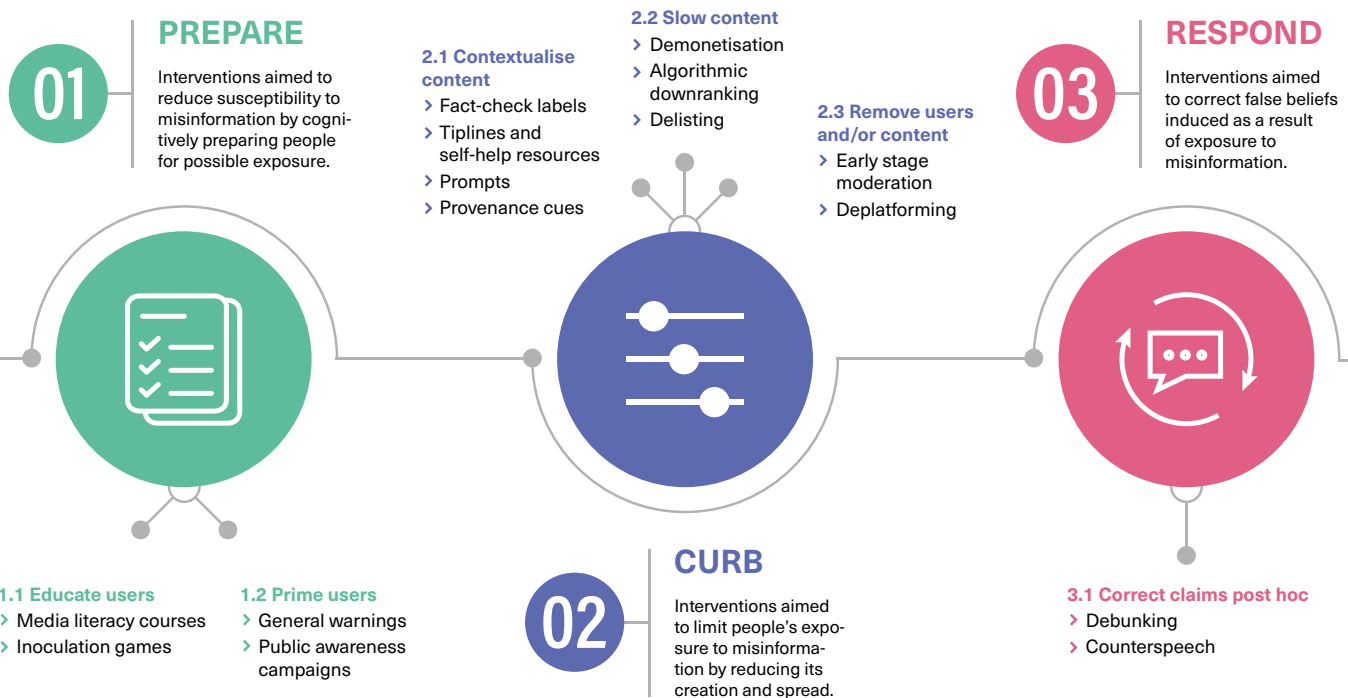 01
PREPARE
Interventions aimed to
reduce susceptibility to
misinformation by cogni-
tively preparing people
for possible exposure.
1.1 Educate users
> Media literacy courses
> Inoculation games
1.2 Prime users
> General warnings
> Public awareness
campaigns
2.1 Contextualise
content
> Fact-check labels
> Tiplines and
self-help resources
> Prompts
> Provenance cues
2.2 Slow content
> Demonetisation
> Algorithmic
downranking
> Delisting
2.3 Remove users
and/or content
> Early stage
moderation
> Deplatforming
02
CURB
Interventions aimed
to limit people's expo-
sure to misinforma-
tion by reducing its
creation and spread.
03
RESPOND
Interventions aimed
to correct false beliefs
induced as a result
of exposure to
misinformation.
3.1 Correct claims post hoc
> Debunking
> Counterspeech